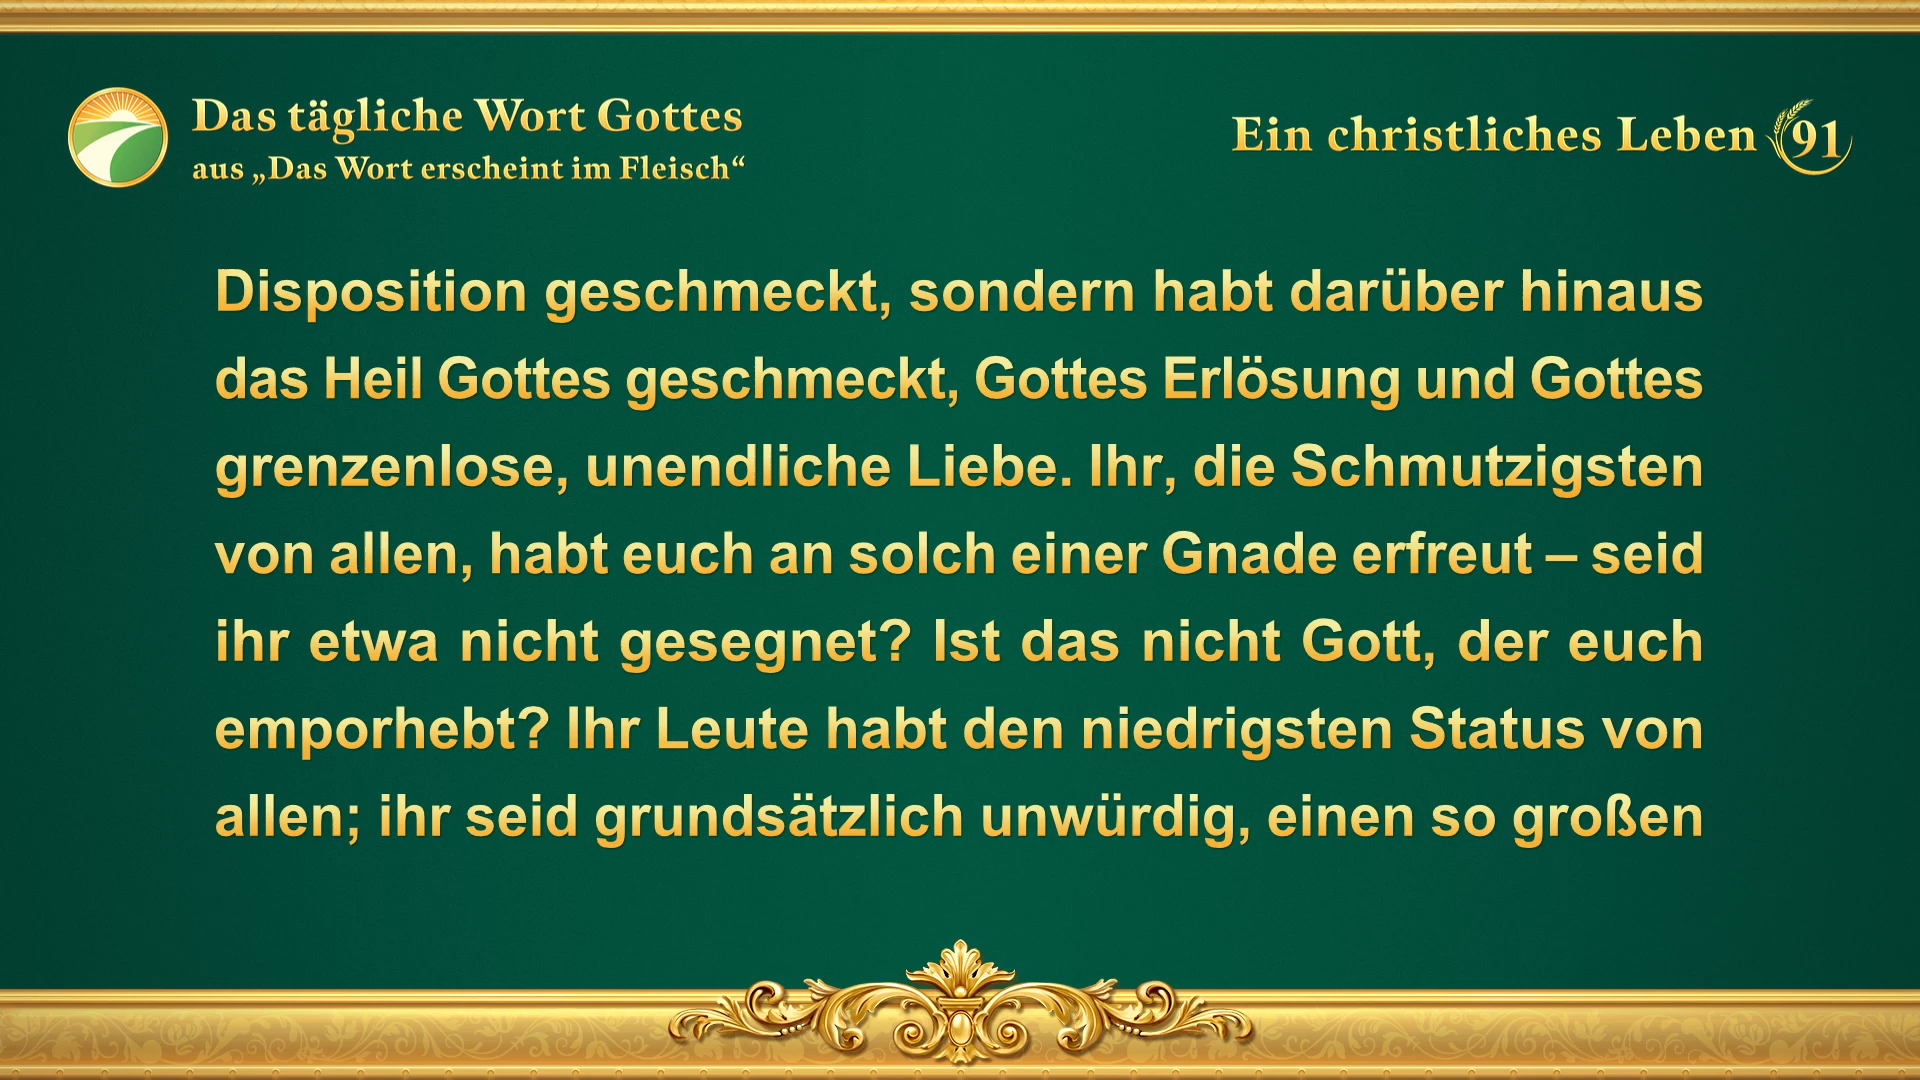 Das tägliche Wort Gottes
aus „Das Wort erscheint im Fleisch“
Ein christliches Leben 91
Disposition geschmeckt, sondern habt darüber hinaus
das Heil Gottes geschmeckt, Gottes Erlösung und Gottes
grenzenlose, unendliche Liebe. Ihr, die Schmutzigsten
von allen, habt euch an solch einer Gnade erfreut – seid
ihr etwa nicht gesegnet? Ist das nicht Gott, der euch
emporhebt? Ihr Leute habt den niedrigsten Status von
allen; ihr seid grundsätzlich unwürdig, einen so großen